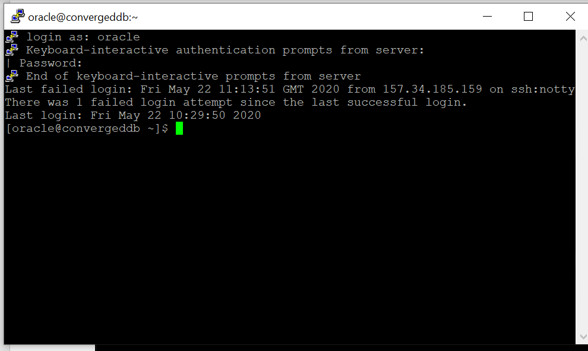 oracle@convergeddb:~
login as: oracle
Keyboard-interactive authentication prompts from server:
| Password:
End of keyboard-interactive prompts from server
Last failed login: Fri May 22 11:13:51 GMT 2020 from 157.34.185.159 on ssh:notty
There was 1 failed login attempt since the last successful login.
Last login: Fri May 22 10:29:50 2020
[oracle@convergeddb ~]$